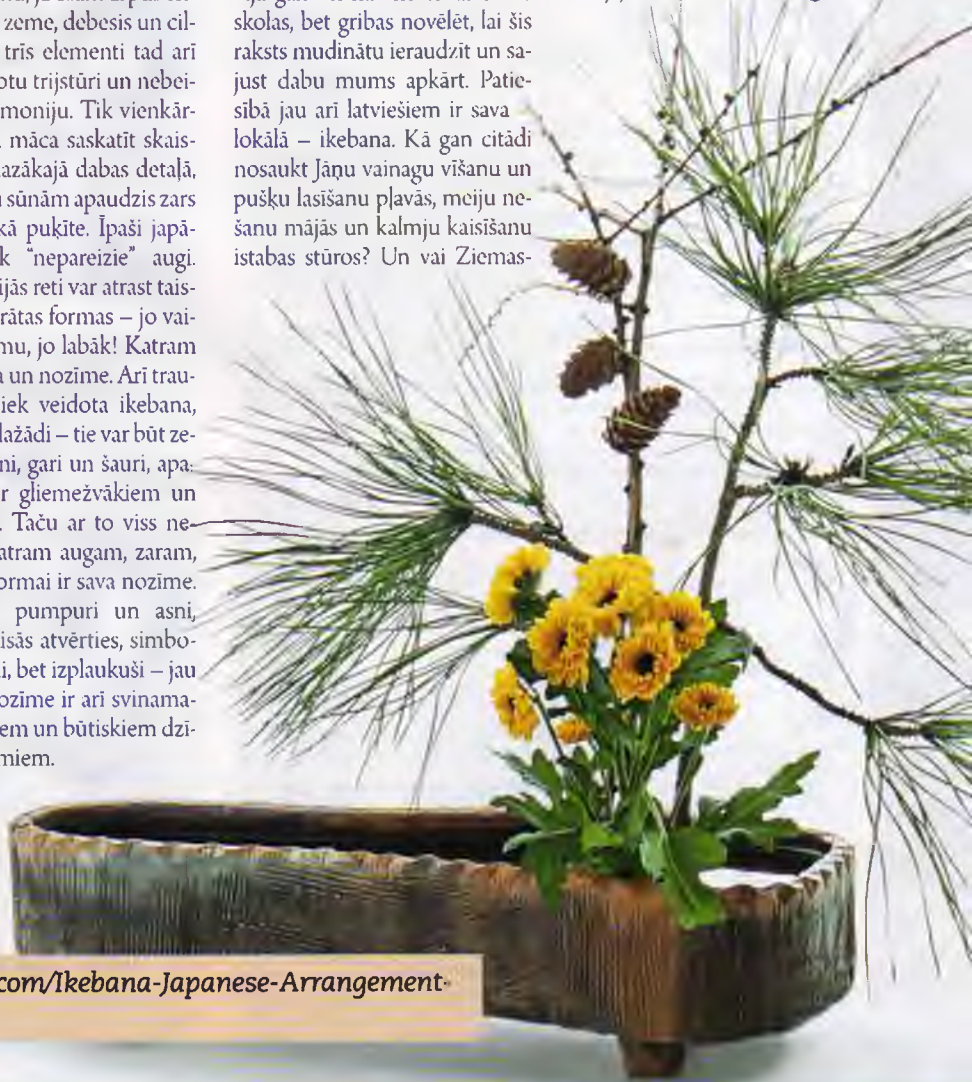 zeme, debesis un cil-
trīs elementi tad arī
otu trijstūri un nebei-
moniju. Tik vienkār-
māca saskatīt skais-
azākajā dabas detaļā,
sūnām apaudzis zars
kā puķīte. Īpaši japā-
k "nepareizie" augi.
ijās reti var atrast tais-
rātas formas – jo vai-
mu, jo labāk! Katram
un nozīme. Arī trau-
iek veidota ikebana,
lažādi – tie var būt ze-
ni, gari un šauri, apa-
r gliemežvākiem un
. Taču ar to viss ne-
atram augam, zaram,
ormai ir sava nozīme.
pumpuri un asni,
isās atvērties, simbo-
i, bet izplaukuši – jau
ozīme ir arī svinama-
em un būtiskiem dzī-
miem.
skolas, bet gribas novēlēt, lai šis
raksts mudinātu ieraudzīt un sa-
just dabu mums apkārt. Patie-
sībā jau arī latviešiem ir sava –
lokālā – ikebana. Kā gan citādi
nosaukt Jāņu vainagu vīšanu un
pušķu lasīšanu pļavās, meiju ne-
šanu mājās un kalmju kaisīšanu
istabas stūros? Un vai Ziemas-
com/Ikebana-Japanese-Arrangement-